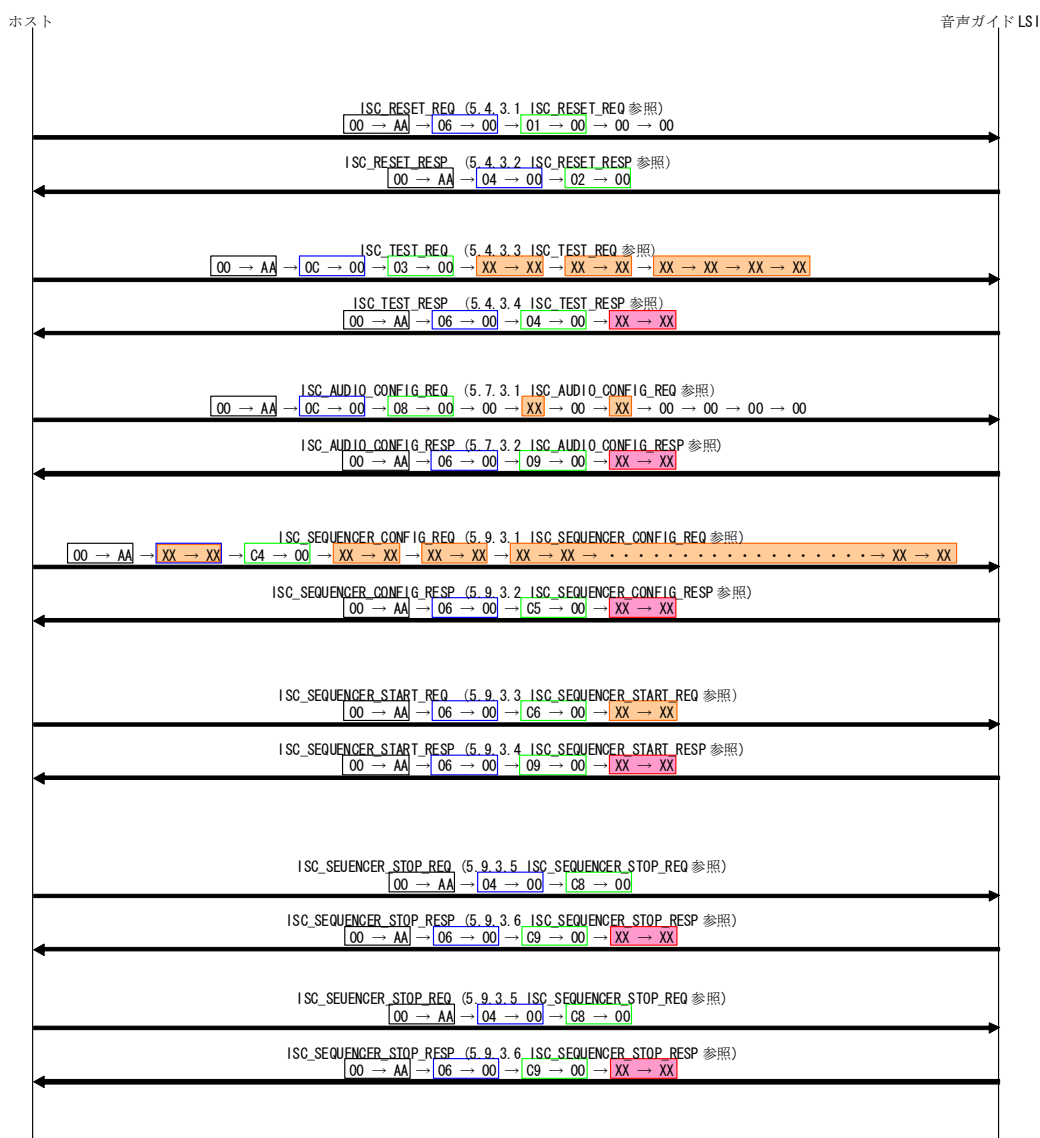 ホスト
音声ガイド LSI
ISC_RESET_REQ (5.4.3.1 ISC_RESET_REQ 参照)
00 → AA → 06 → 00 → 01 → 00 → 00 → 00
ISC_RESET_RESP (5.4.3.2 ISC_RESET_RESP 参照)
00 → AA → 04 → 00 → 02 → 00
ISC_TEST_REQ (5.4.3.3 ISC_TEST_REQ 参照)
00 → AA → 0C → 00 → 03 → 00 → XX → XX → XX → XX → XX → XX → XX → XX
ISC_TEST_RESP (5.4.3.4 ISC_TEST_RESP 参照)
00 → AA → 06 → 00 → 04 → 00 → XX → XX
ISC_AUDIO_CONFIG_REQ (5.7.3.1 ISC_AUDIO_CONFIG_REQ 参照)
00 → AA → 0C → 00 → 08 → 00 → 00 → XX → 00 → XX → 00 → 00 → 00 → 00
ISC_AUDIO_CONFIG_RESP (5.7.3.2 ISC_AUDIO_CONFIG_RESP 参照)
00 → AA → 06 → 00 → 09 → 00 → XX → XX
ISC_SEQUENCER_CONFIG_REQ (5.9.3.1 ISC_SEQUENCER_CONFIG_REQ 参照)
00 → AA → XX → XX → C4 → 00 → XX → XX → XX → XX → XX → XX → ・・・・・・・・・・・・・・・・・・・・ → XX → XX
ISC_SEQUENCER_CONFIG_RESP (5.9.3.2 ISC_SEQUENCER_CONFIG_RESP 参照)
00 → AA → 06 → 00 → C5 → 00 → XX → XX
ISC_SEQUENCER_START_REQ (5.9.3.3 ISC_SEQUENCER_START_REQ 参照)
00 → AA → 06 → 00 → C6 → 00 → XX → XX
ISC_SEQUENCER_START_RESP (5.9.3.4 ISC_SEQUENCER_START_RESP 参照)
00 → AA → 06 → 00 → 09 → 00 → XX → XX
ISC_SEUENCER_STOP_REQ (5.9.3.5 ISC_SEQUENCER_STOP_REQ 参照)
00 → AA → 04 → 00 → C8 → 00
ISC_SEQUENCER_STOP_RESP (5.9.3.6 ISC_SEQUENCER_STOP_RESP 参照)
00 → AA → 06 → 00 → C9 → 00 → XX → XX
ISC_SEUENCER_STOP_REQ (5.9.3.5 ISC_SEQUENCER_STOP_REQ 参照)
00 → AA → 04 → 00 → C8 → 00
ISC_SEQUENCER_STOP_RESP (5.9.3.6 ISC_SEQUENCER_STOP_RESP 参照)
00 → AA → 06 → 00 → C9 → 00 → XX → XX